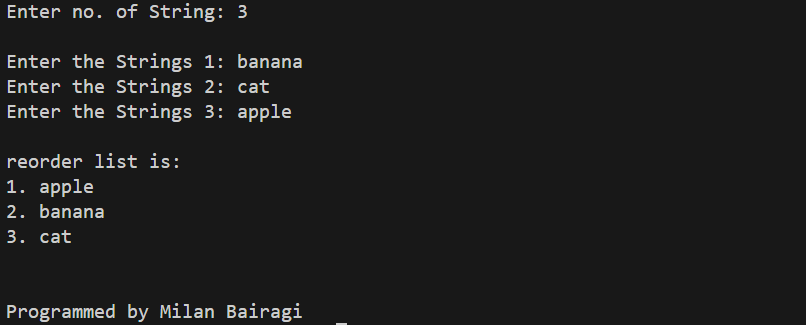 Enter no. of String: 3
Enter the Strings 1: banana
Enter the Strings 2: cat
Enter the Strings 3: apple
reorder list is:
1. apple
2. banana
3. cat
Programmed by Milan Bairagi